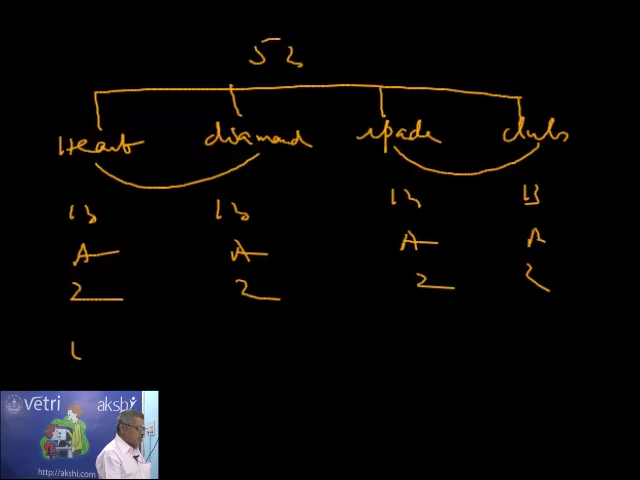 52
Heart diamond spade clubs
13 13 13 13
A A A A
2 2 2 2
1
vetri akshi
http://akshi.com